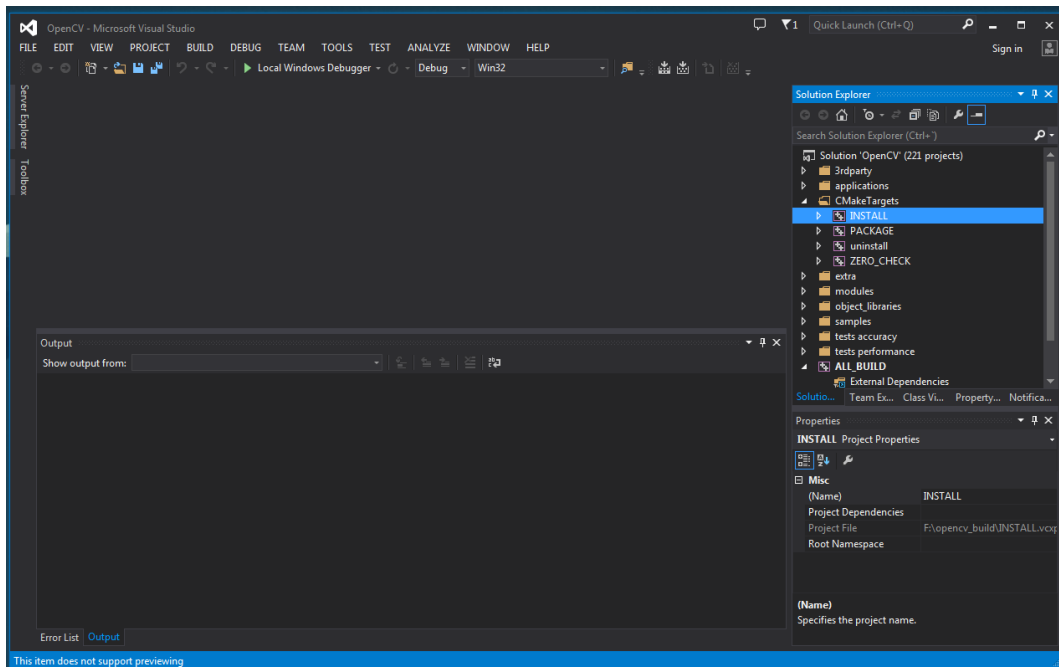 OpenCV - Microsoft Visual Studio
1 Quick Launch (Ctrl+Q)
FILE EDIT VIEW PROJECT BUILD DEBUG TEAM TOOLS TEST ANALYZE WINDOW HELP
Sign in
Local Windows Debugger Debug Win32
Server Explorer
Toolbox
Solution Explorer
Search Solution Explorer (Ctrl+')
Solution 'OpenCV' (221 projects)
3rdparty
applications
CMakeTargets
INSTALL
PACKAGE
uninstall
ZERO_CHECK
extra
modules
object_libraries
samples
tests accuracy
tests performance
ALL_BUILD
External Dependencies
Solutio... Team Ex... Class Vi... Property... Notifica...
Output
Show output from:
Properties
INSTALL Project Properties
Misc
(Name) INSTALL
Project Dependencies
Project File F:\opencv_build\INSTALL.vcxp
Root Namespace
(Name)
Specifies the project name.
Error List Output
This item does not support previewing